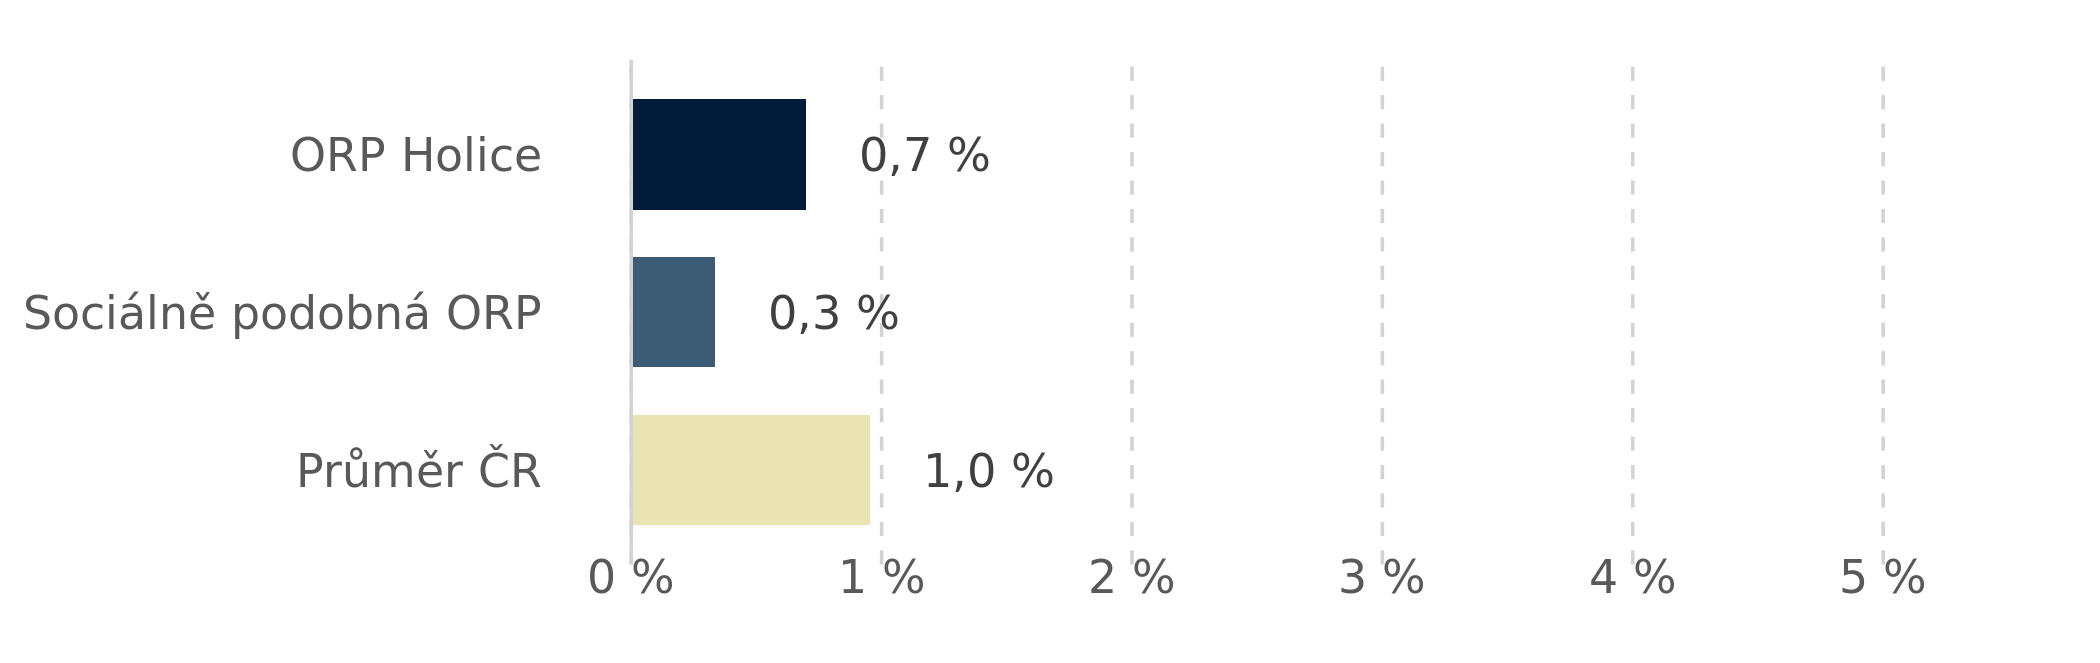 ORP Holice 0,7 %
Sociálně podobná ORP 0,3 %
Průměr ČR 1,0 %
0 % 1 % 2 % 3 % 4 % 5 %